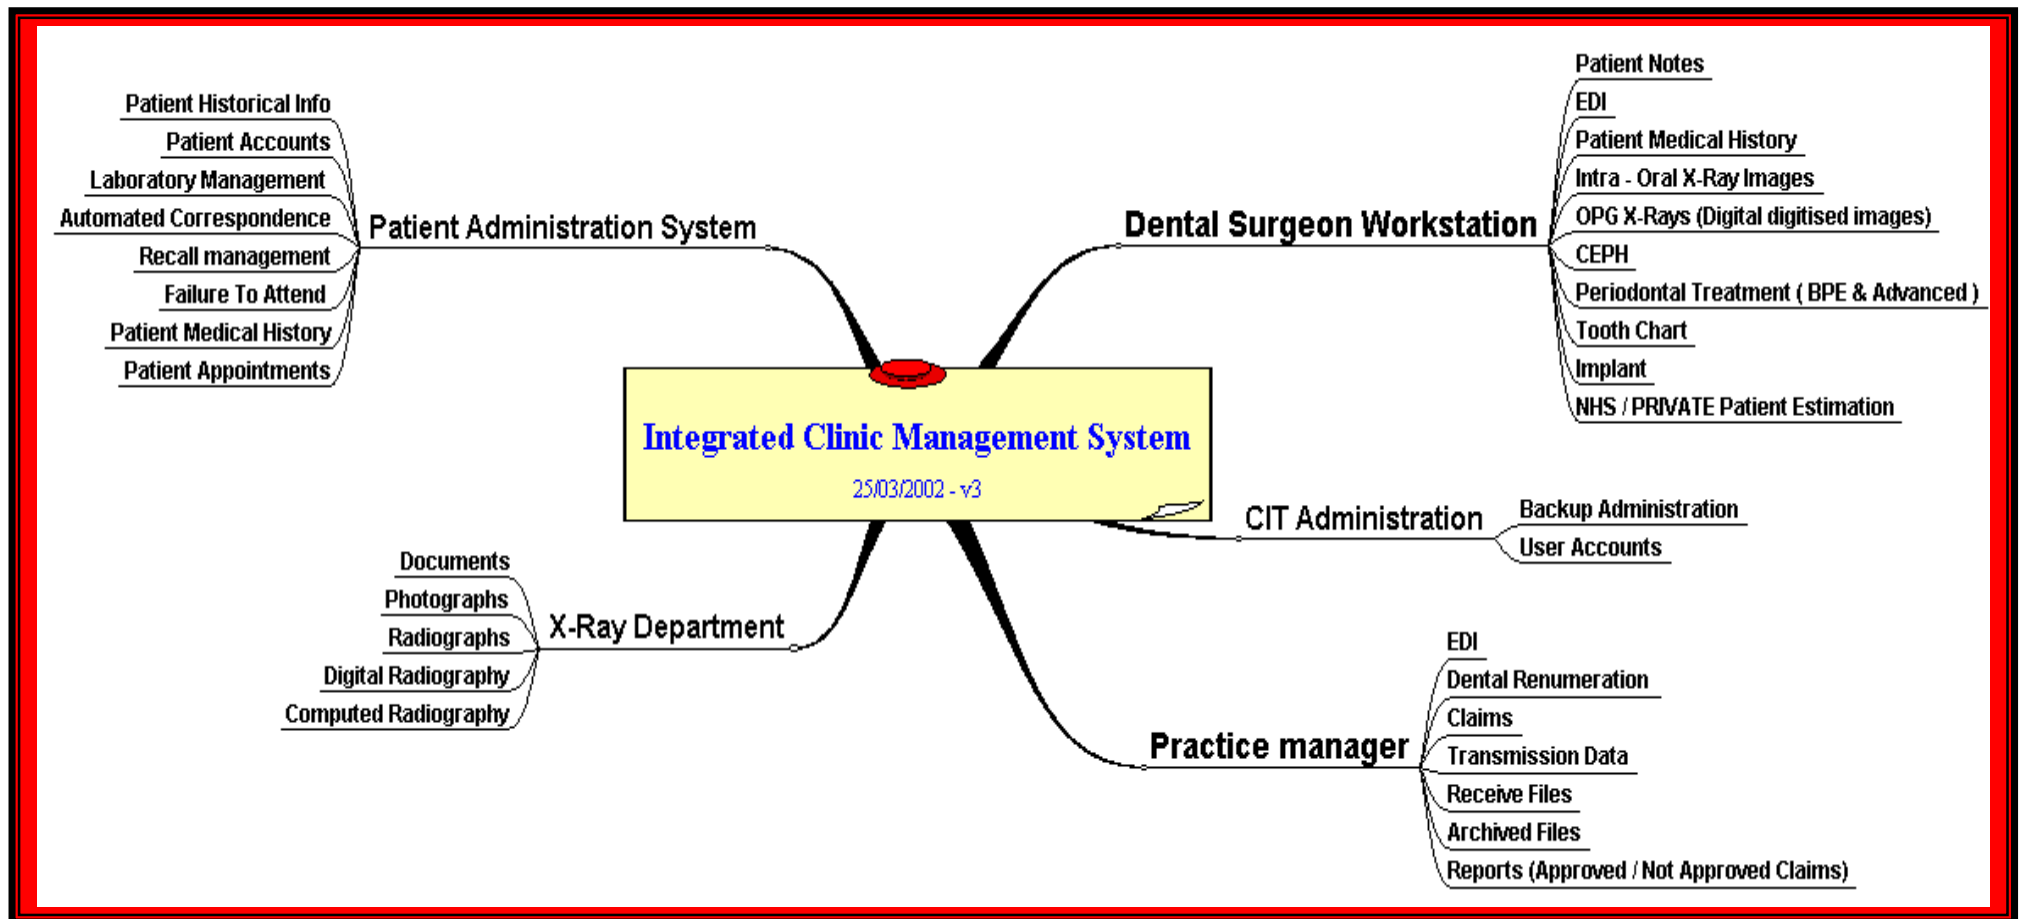 Patient Historical Info
Patient Accounts
Laboratory Management
Automated Correspondence
Recall management
Failure To Attend
Patient Medical History
Patient Appointments
Patient Administration System
Dental Surgeon Workstation
Patient Notes
EDI
Patient Medical History
Intra - Oral X-Ray Images
OPG X-Rays (Digital digitised images)
CEPH
Periodontal Treatment ( BPE & Advanced )
Tooth Chart
Implant
NHS / PRIVATE Patient Estimation
Integrated Clinic Management System
25/03/2002 - v3
CIT Administration
Backup Administration
User Accounts
Documents
Photographs
Radiographs
Digital Radiography
Computed Radiography
X-Ray Department
Practice manager
EDI
Dental Renumeration
Claims
Transmission Data
Receive Files
Archived Files
Reports (Approved / Not Approved Claims)